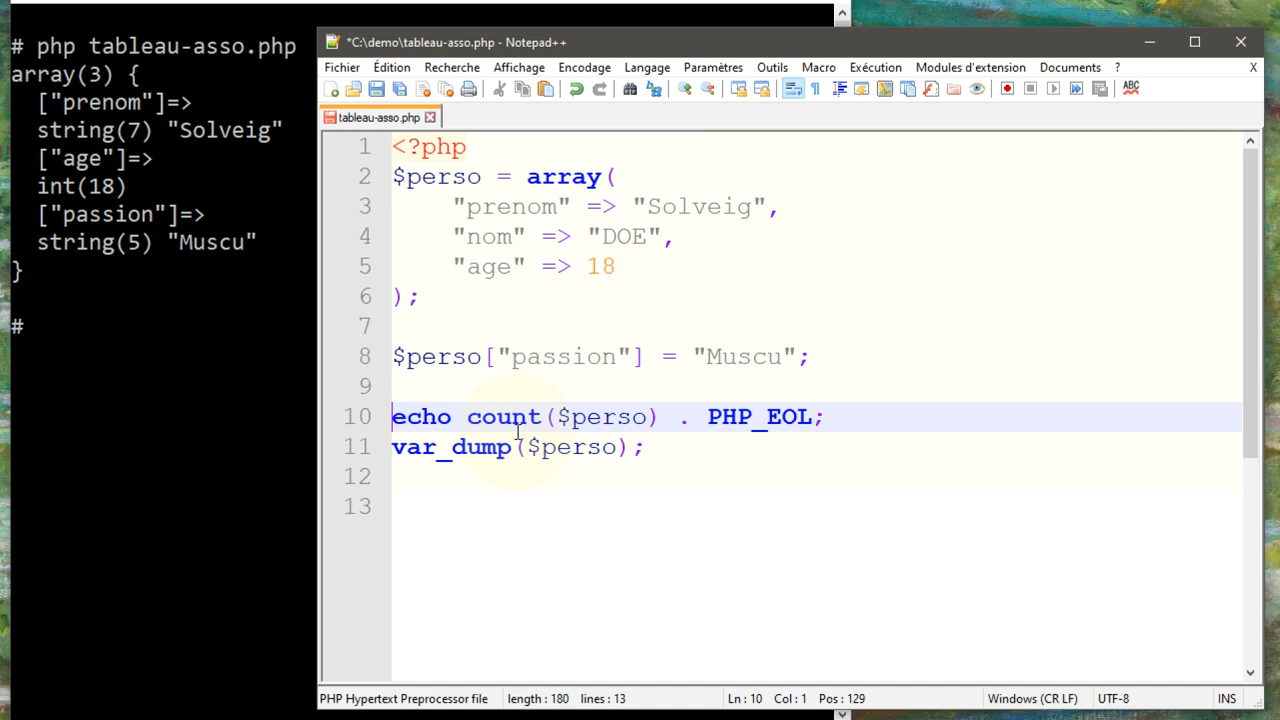 # php tableau-asso.php
array(3) {
["prenom"]=>
string(7) "Solveig"
["age"]=>
int(18)
["passion"]=>
string(5) "Muscu"
}
#
*C:\demo\tableau-asso.php - Notepad++
Fichier Édition Recherche Affichage Encodage Langage Paramètres Outils Macro Exécution Modules d'extension Documents ? X
ABC
tableau-asso.php
1 <?php
2 $perso = array(
3 "prenom" => "Solveig",
4 "nom" => "DOE",
5 "age" => 18
6 );
7
8 $perso["passion"] = "Muscu";
9
10 echo count($perso) . PHP_EOL;
11 var_dump($perso);
12
13
PHP Hypertext Preprocessor file length : 180 lines : 13 Ln : 10 Col : 1 Pos : 129 Windows (CR LF) UTF-8 INS